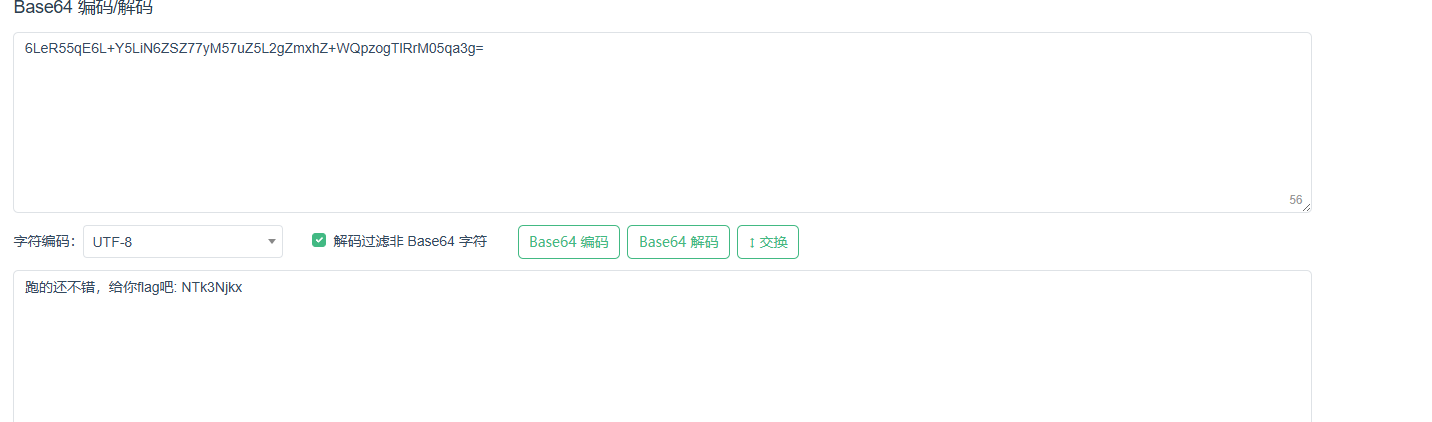 Base64 编码/解码
6LeR55qE6L+Y5LiN6ZSZ77yM57uZ5L2gZmxhZ+WQpzogTlRrM05qa3g=
56
字符编码：
UTF-8
解码过滤非 Base64 字符
Base64 编码
Base64 解码
交换
跑的还不错，给你flag吧: NTk3Njkx